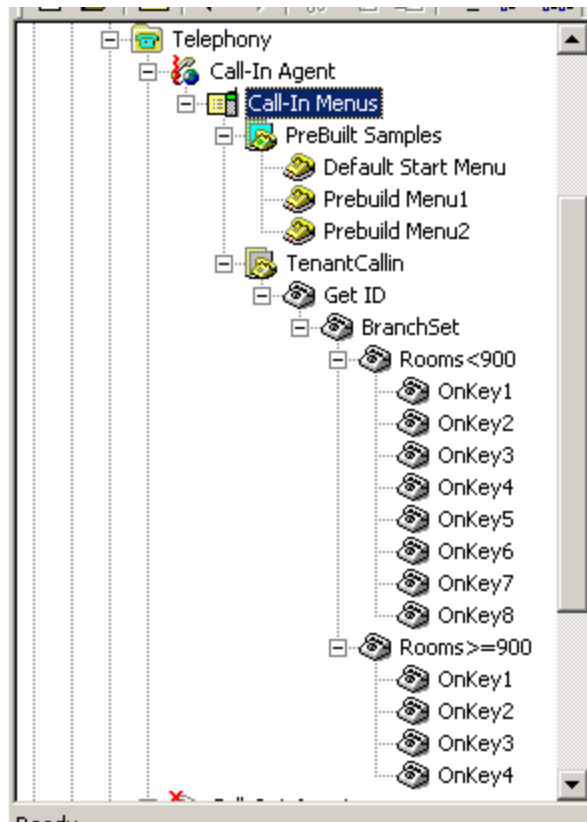 Telephony
Call-In Agent
Call-In Menus
PreBuilt Samples
Default Start Menu
Prebuild Menu1
Prebuild Menu2
TenantCallin
Get ID
BranchSet
Rooms<900
OnKey1
OnKey2
OnKey3
OnKey4
OnKey5
OnKey6
OnKey7
OnKey8
Rooms>=900
OnKey1
OnKey2
OnKey3
OnKey4
Ready